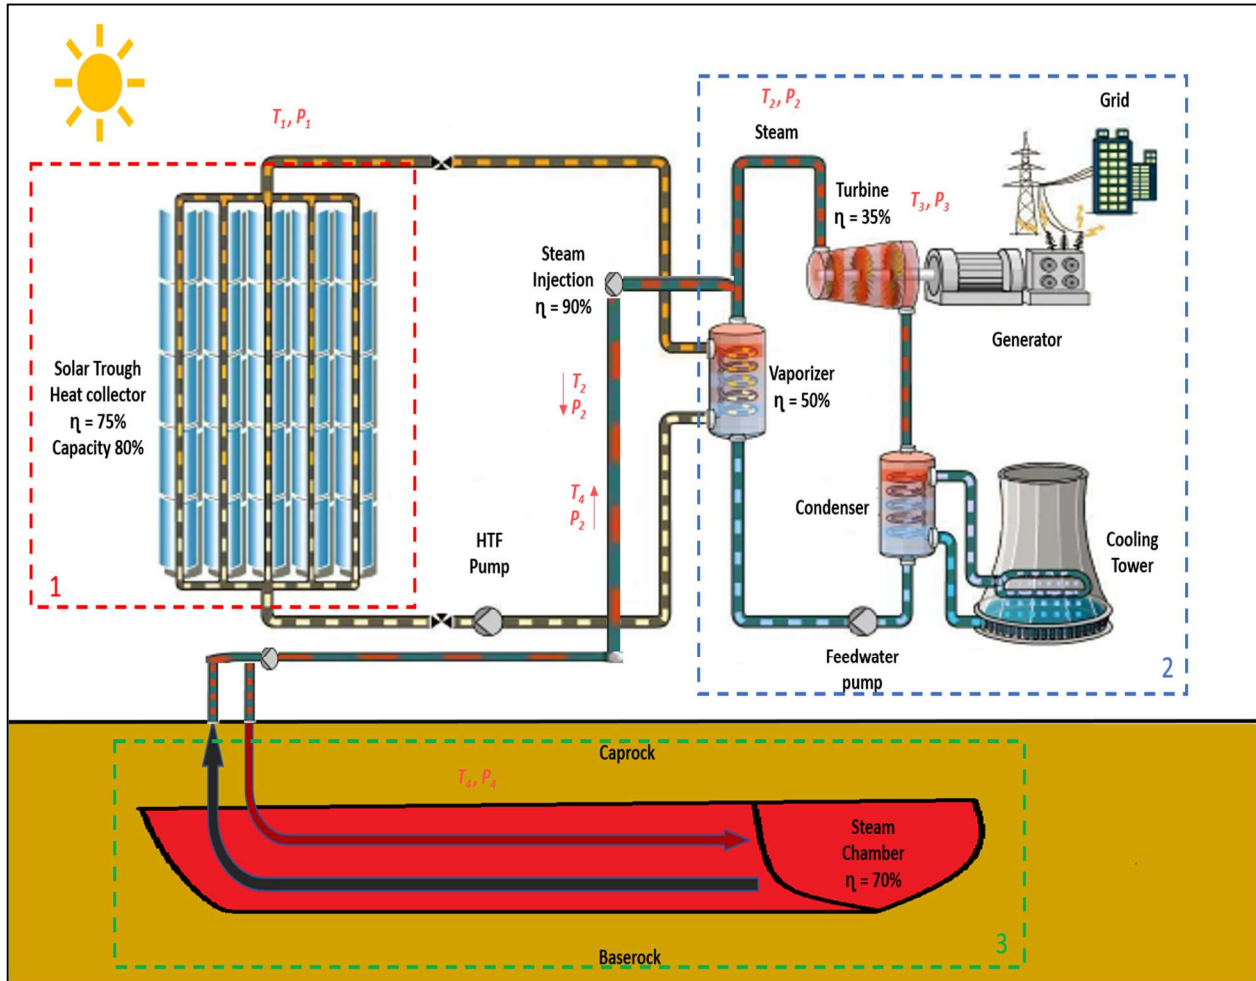 T1, P1
T2, P2
Steam
Grid
Turbine
η = 35%
T3, P3
Steam
Injection
η = 90%
Generator
Solar Trough
Heat collector
η = 75%
Capacity 80%
T2
P2
Vaporizer
η = 50%
T4
P2
Condenser
HTF
Pump
Cooling
Tower
1
Feedwater
pump
2
Caprock
T4, P4
Steam
Chamber
η = 70%
Baserock
3